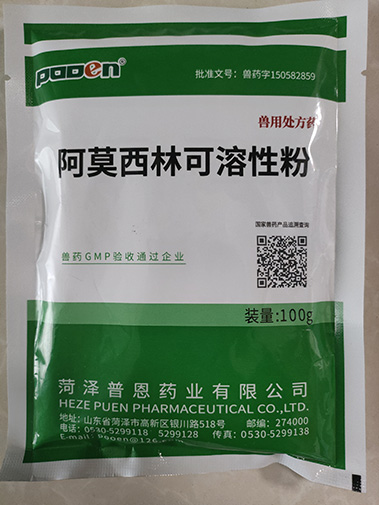 paoen®
批准文号：兽药字150582859
兽用处方药
阿莫西林可溶性粉
国家兽药产品追溯查询
兽药GMP验收通过企业
装量:100g
菏泽普恩药业有限公司
HEZE PUEN PHARMACEUTICAL CO.,LTD.
地址：山东省菏泽市高新区银川路518号 邮编：274000
电话：0530-5299118 5299128 传真：0530-5299138